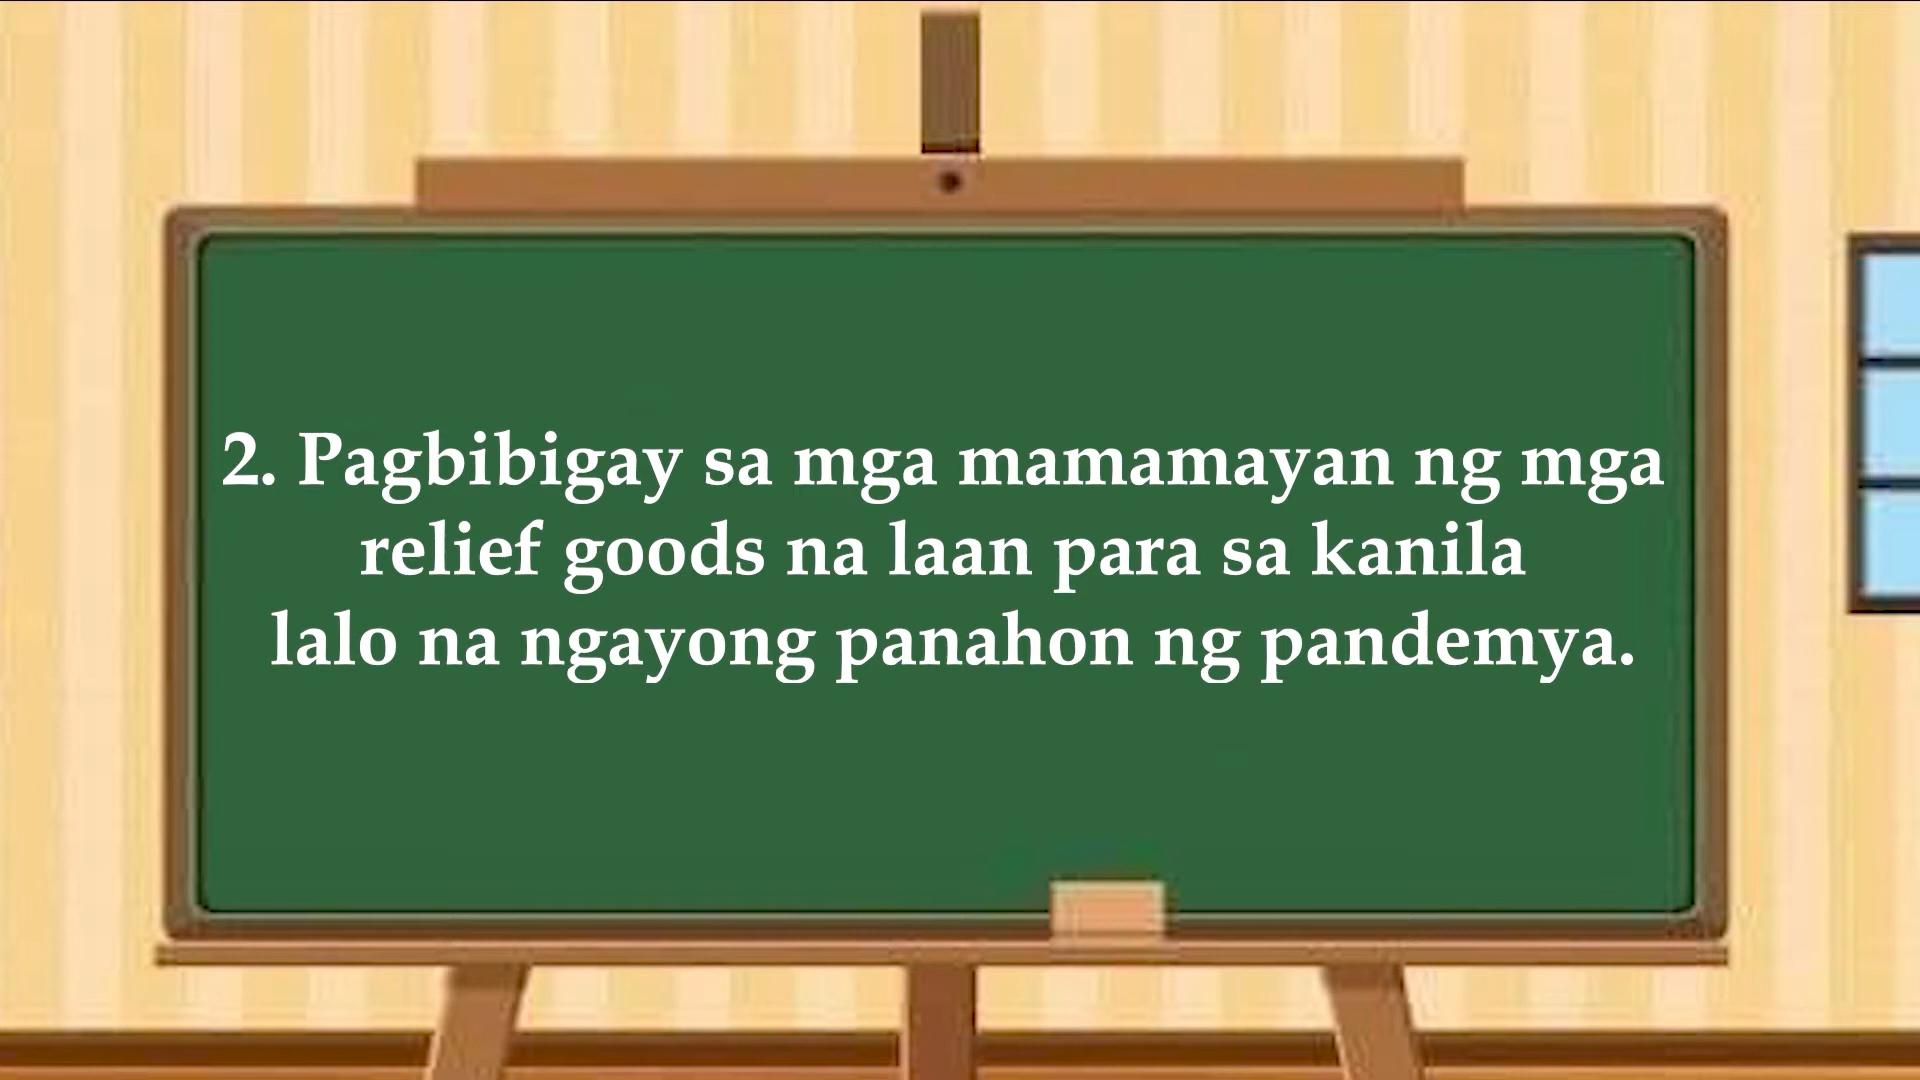 2. Pagbibigay sa mga mamamayan ng mga
relief goods na laan para sa kanila
lalo na ngayong panahon ng pandemya.